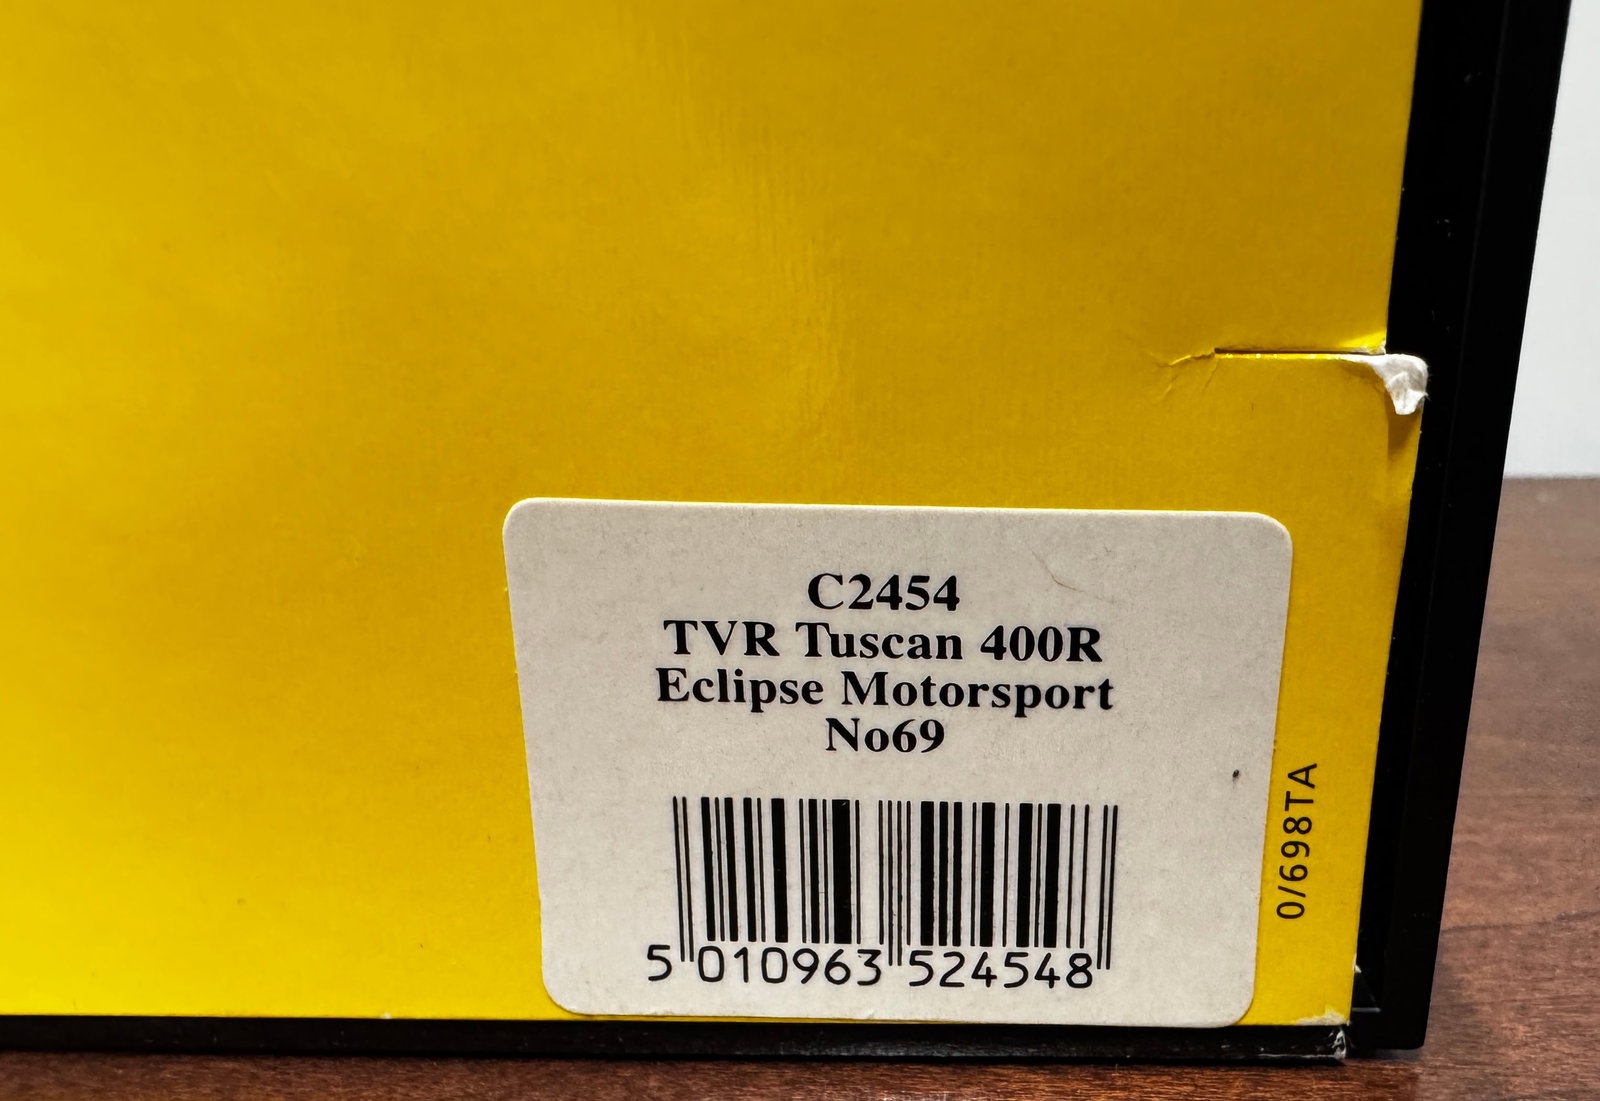 C2454
TVR Tuscan 400R
Eclipse Motorsport
No69
5 010963 524548
0/698TA